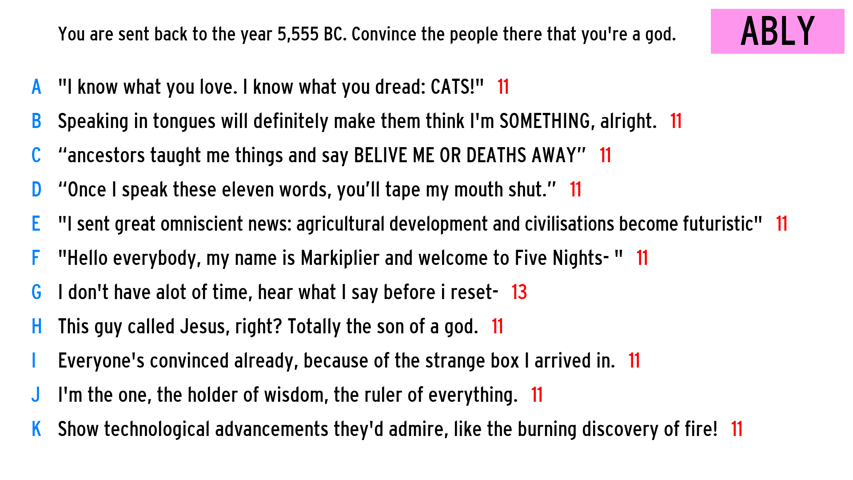 You are sent back to the year 5,555 BC. Convince the people there that you're a god.
ABLY
A "I know what you love. I know what you dread: CATS!" 11
B Speaking in tongues will definitely make them think I'm SOMETHING, alright. 11
C “ancestors taught me things and say BELIVE ME OR DEATHS AWAY” 11
D “Once I speak these eleven words, you’ll tape my mouth shut.” 11
E "I sent great omniscient news: agricultural development and civilisations become futuristic" 11
F "Hello everybody, my name is Markiplier and welcome to Five Nights- " 11
G I don't have alot of time, hear what I say before i reset- 13
H This guy called Jesus, right? Totally the son of a god. 11
I Everyone's convinced already, because of the strange box I arrived in. 11
J I'm the one, the holder of wisdom, the ruler of everything. 11
K Show technological advancements they'd admire, like the burning discovery of fire! 11